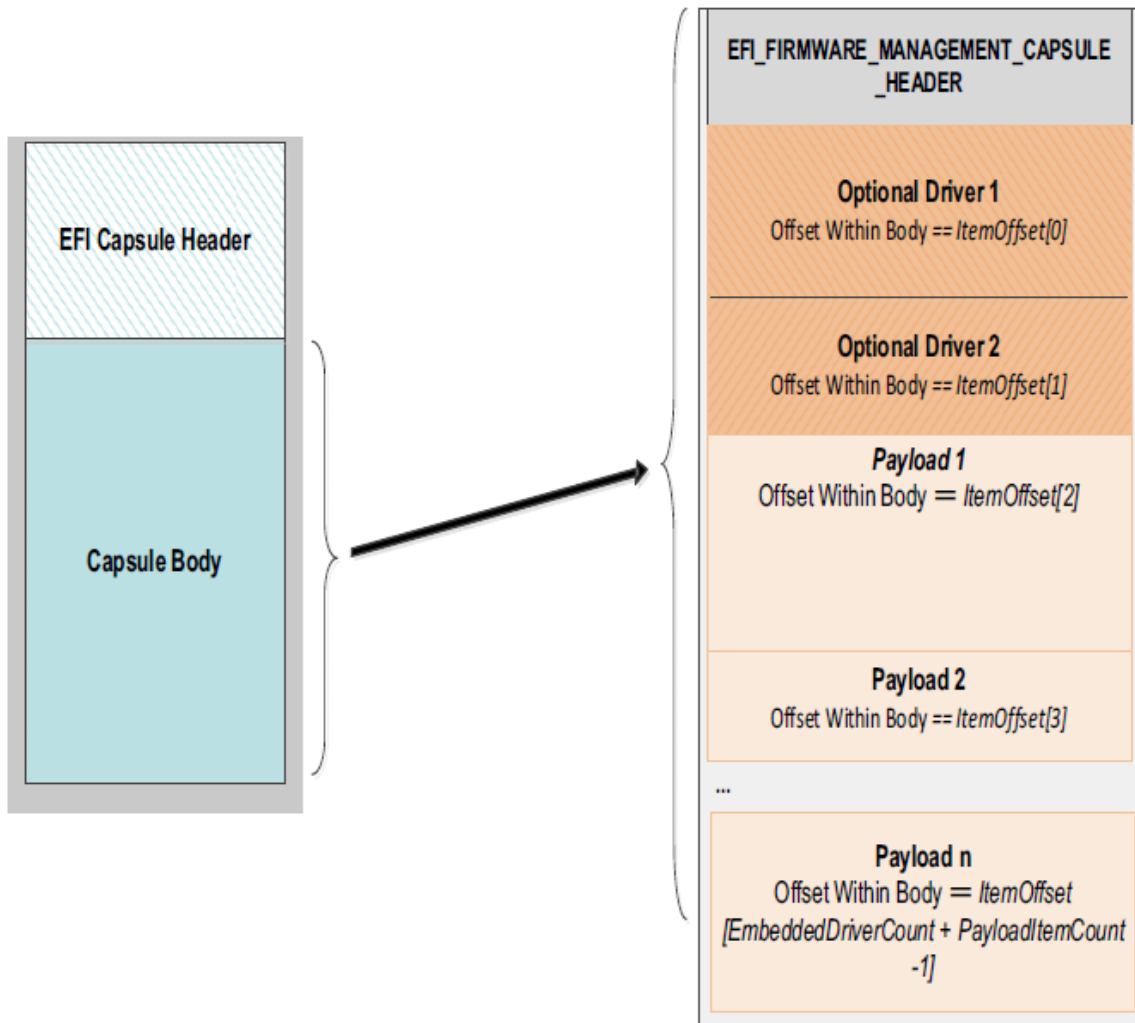 EFI Capsule Header
Capsule Body
EFI_FIRMWARE_MANAGEMENT_CAPSULE
_HEADER
Optional Driver 1
Offset Within Body == ItemOffset[0]
Optional Driver 2
Offset Within Body == ItemOffset[1]
Payload 1
Offset Within Body = ItemOffset[2]
Payload 2
Offset Within Body == ItemOffset[3]
...
Payload n
Offset Within Body = ItemOffset
[EmbeddedDriverCount + PayloadItemCount
-1]